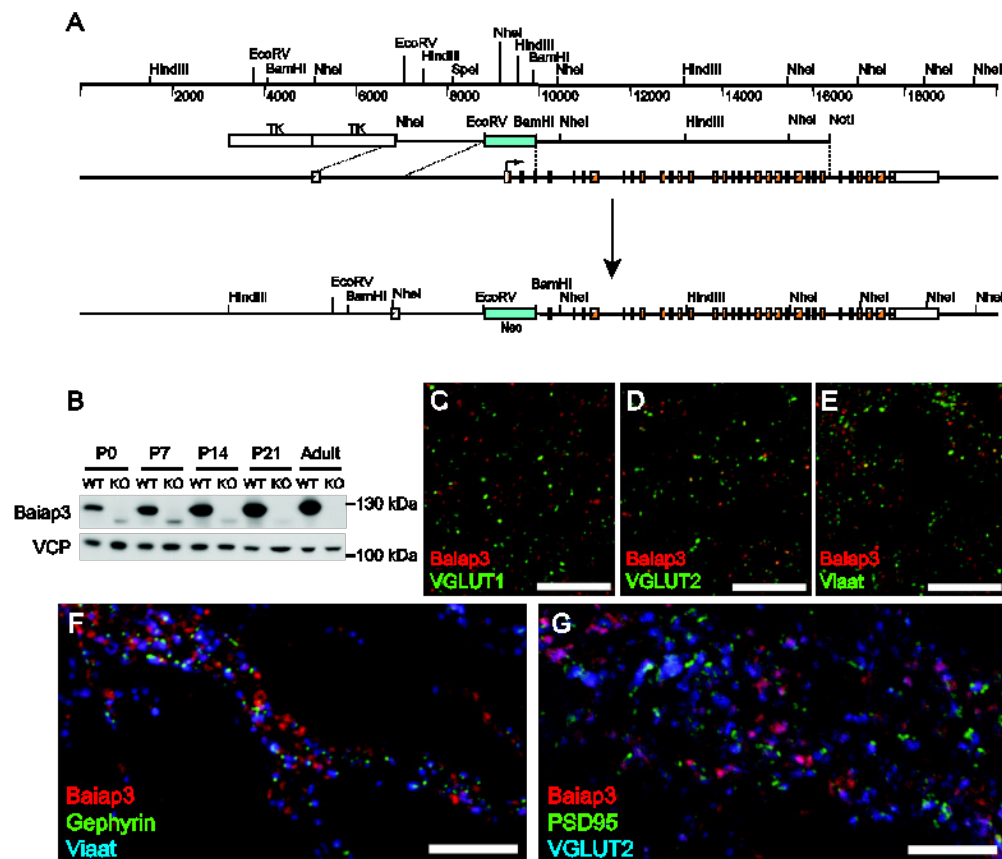 A
EcoRV NheI
EcoRV HindIII HindIII
HindIII BamHI NheI SpeI BamHI NheI HindIII NheI NheI NheI NheI
2000 4000 6000 8000 10000 12000 14000 16000 18000
TK TK NheI EcoRV BamHI NheI HindIII NheI NotI
EcoRV BamHI
HindIII BamHI NheI EcoRV NheI HindIII NheI NheI NheI NheI
Neo
B
P0 P7 P14 P21 Adult
WT KO WT KO WT KO WT KO WT KO
Baiap3 130 kDa
VCP 100 kDa
C
Baiap3
VGLUT1
D
Baiap3
VGLUT2
E
Baiap3
Viaat
F
Baiap3
Gephyrin
Viaat
G
Baiap3
PSD95
VGLUT2